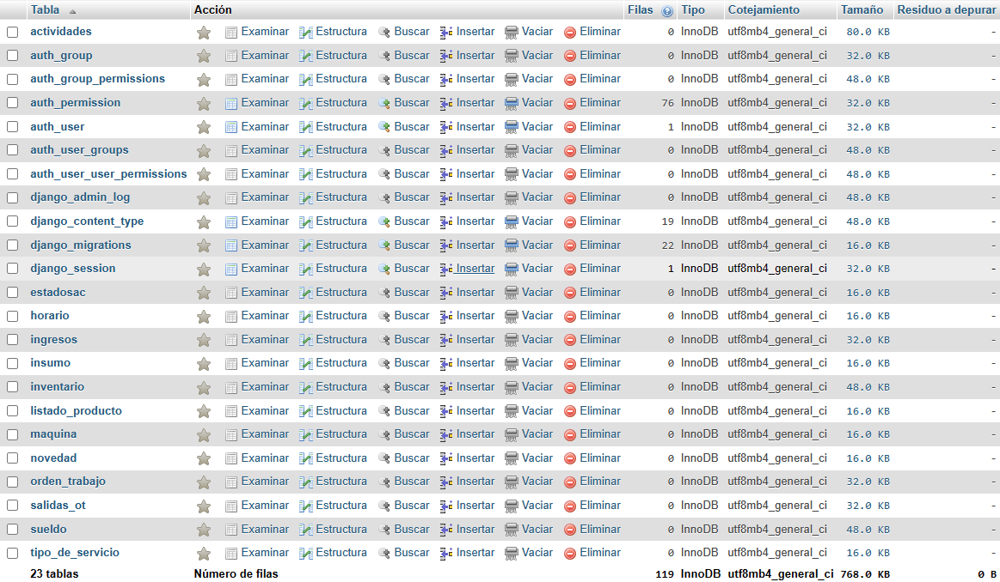 Tabla Acción Filas Tipo Cotejamiento Tamaño Residuo a depurar
actividades Examinar Estructura Buscar Insertar Vaciar Eliminar 0 InnoDB utf8mb4_general_ci 80.0 KB -
auth_group Examinar Estructura Buscar Insertar Vaciar Eliminar 0 InnoDB utf8mb4_general_ci 32.0 KB -
auth_group_permissions Examinar Estructura Buscar Insertar Vaciar Eliminar 0 InnoDB utf8mb4_general_ci 48.0 KB -
auth_permission Examinar Estructura Buscar Insertar Vaciar Eliminar 76 InnoDB utf8mb4_general_ci 32.0 KB -
auth_user Examinar Estructura Buscar Insertar Vaciar Eliminar 1 InnoDB utf8mb4_general_ci 32.0 KB -
auth_user_groups Examinar Estructura Buscar Insertar Vaciar Eliminar 0 InnoDB utf8mb4_general_ci 48.0 KB -
auth_user_user_permissions Examinar Estructura Buscar Insertar Vaciar Eliminar 0 InnoDB utf8mb4_general_ci 48.0 KB -
django_admin_log Examinar Estructura Buscar Insertar Vaciar Eliminar 0 InnoDB utf8mb4_general_ci 48.0 KB -
django_content_type Examinar Estructura Buscar Insertar Vaciar Eliminar 19 InnoDB utf8mb4_general_ci 48.0 KB -
django_migrations Examinar Estructura Buscar Insertar Vaciar Eliminar 22 InnoDB utf8mb4_general_ci 16.0 KB -
django_session Examinar Estructura Buscar Insertar Vaciar Eliminar 1 InnoDB utf8mb4_general_ci 32.0 KB -
estadosac Examinar Estructura Buscar Insertar Vaciar Eliminar 0 InnoDB utf8mb4_general_ci 16.0 KB -
horario Examinar Estructura Buscar Insertar Vaciar Eliminar 0 InnoDB utf8mb4_general_ci 16.0 KB -
ingresos Examinar Estructura Buscar Insertar Vaciar Eliminar 0 InnoDB utf8mb4_general_ci 32.0 KB -
insumo Examinar Estructura Buscar Insertar Vaciar Eliminar 0 InnoDB utf8mb4_general_ci 16.0 KB -
inventario Examinar Estructura Buscar Insertar Vaciar Eliminar 0 InnoDB utf8mb4_general_ci 48.0 KB -
listado_producto Examinar Estructura Buscar Insertar Vaciar Eliminar 0 InnoDB utf8mb4_general_ci 16.0 KB -
maquina Examinar Estructura Buscar Insertar Vaciar Eliminar 0 InnoDB utf8mb4_general_ci 16.0 KB -
novedad Examinar Estructura Buscar Insertar Vaciar Eliminar 0 InnoDB utf8mb4_general_ci 16.0 KB -
orden_trabajo Examinar Estructura Buscar Insertar Vaciar Eliminar 0 InnoDB utf8mb4_general_ci 32.0 KB -
salidas_ot Examinar Estructura Buscar Insertar Vaciar Eliminar 0 InnoDB utf8mb4_general_ci 32.0 KB -
sueldo Examinar Estructura Buscar Insertar Vaciar Eliminar 0 InnoDB utf8mb4_general_ci 48.0 KB -
tipo_de_servicio Examinar Estructura Buscar Insertar Vaciar Eliminar 0 InnoDB utf8mb4_general_ci 16.0 KB -
23 tablas Número de filas 119 InnoDB utf8mb4_general_ci 768.0 KB 0 B